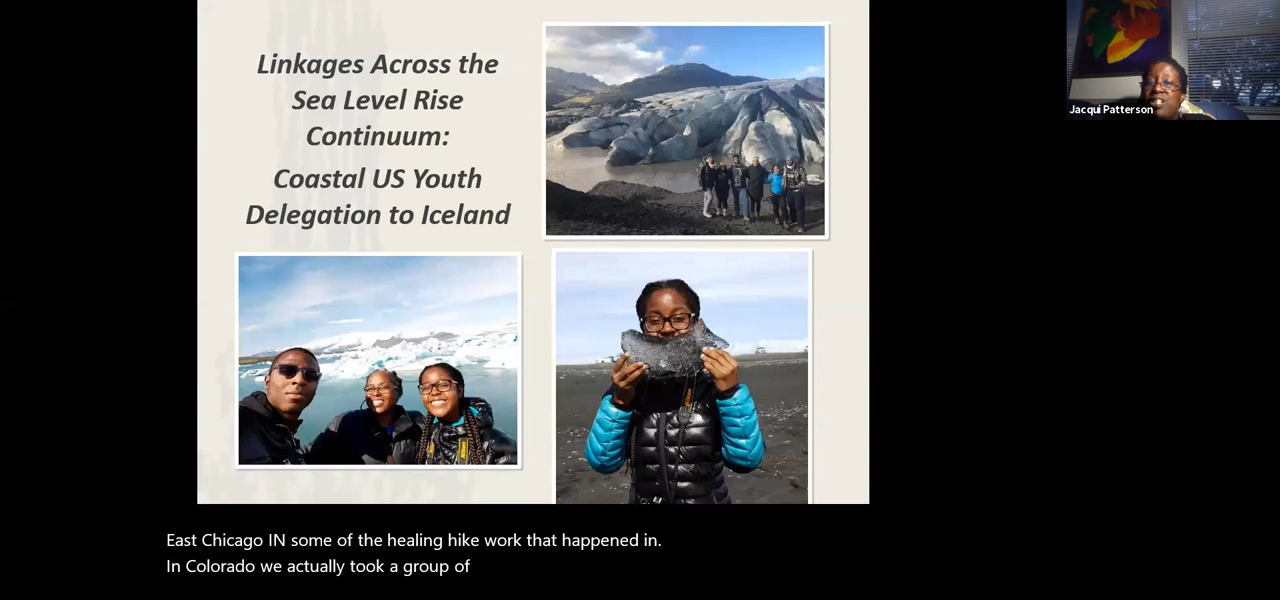 Linkages Across the
Sea Level Rise
Continuum:
Coastal US Youth
Delegation to Iceland
Jacqui Patterson
East Chicago IN some of the healing hike work that happened in.
In Colorado we actually took a group of